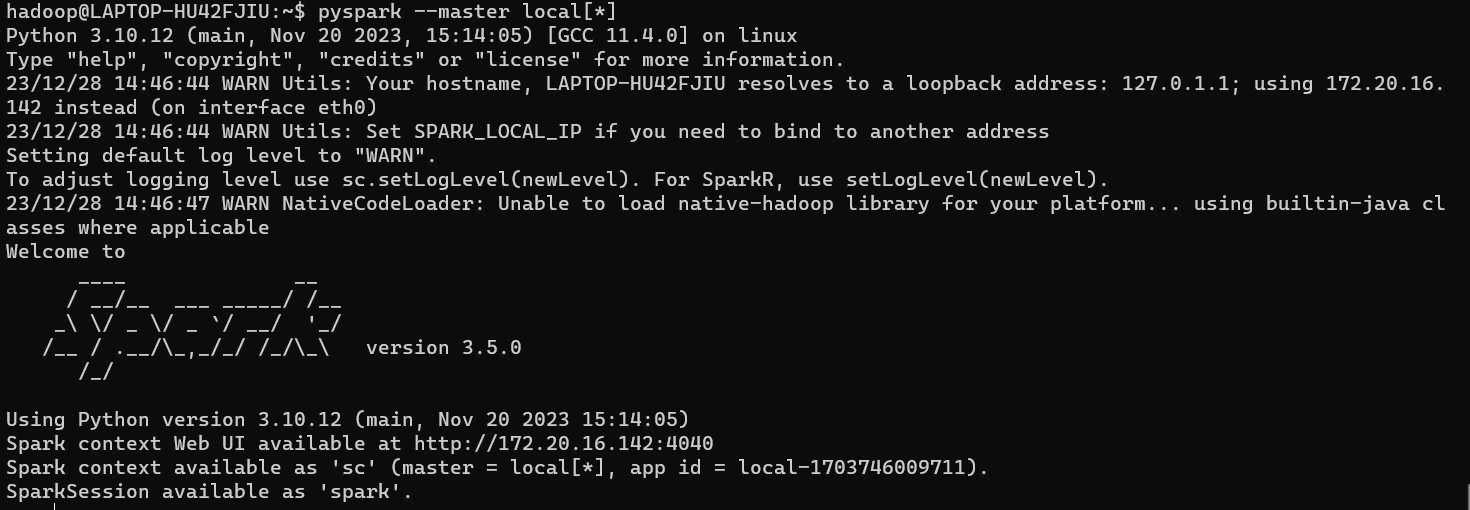 hadoop@LAPTOP-HU42FJIU:~$ pyspark --master local[*]
Python 3.10.12 (main, Nov 20 2023, 15:14:05) [GCC 11.4.0] on linux
Type "help", "copyright", "credits" or "license" for more information.
23/12/28 14:46:44 WARN Utils: Your hostname, LAPTOP-HU42FJIU resolves to a loopback address: 127.0.1.1; using 172.20.16.
142 instead (on interface eth0)
23/12/28 14:46:44 WARN Utils: Set SPARK_LOCAL_IP if you need to bind to another address
Setting default log level to "WARN".
To adjust logging level use sc.setLogLevel(newLevel). For SparkR, use setLogLevel(newLevel).
23/12/28 14:46:47 WARN NativeCodeLoader: Unable to load native-hadoop library for your platform... using builtin-java cl
asses where applicable
Welcome to
      ____              __
     / __/__  ___ _____/ /__
    _\ \/ _ \/ _ `/ __/  '_/
   /__ / .__/\_,_/_/ /_/\_\   version 3.5.0
      /_/
Using Python version 3.10.12 (main, Nov 20 2023 15:14:05)
Spark context Web UI available at http://172.20.16.142:4040
Spark context available as 'sc' (master = local[*], app id = local-1703746009711).
SparkSession available as 'spark'.